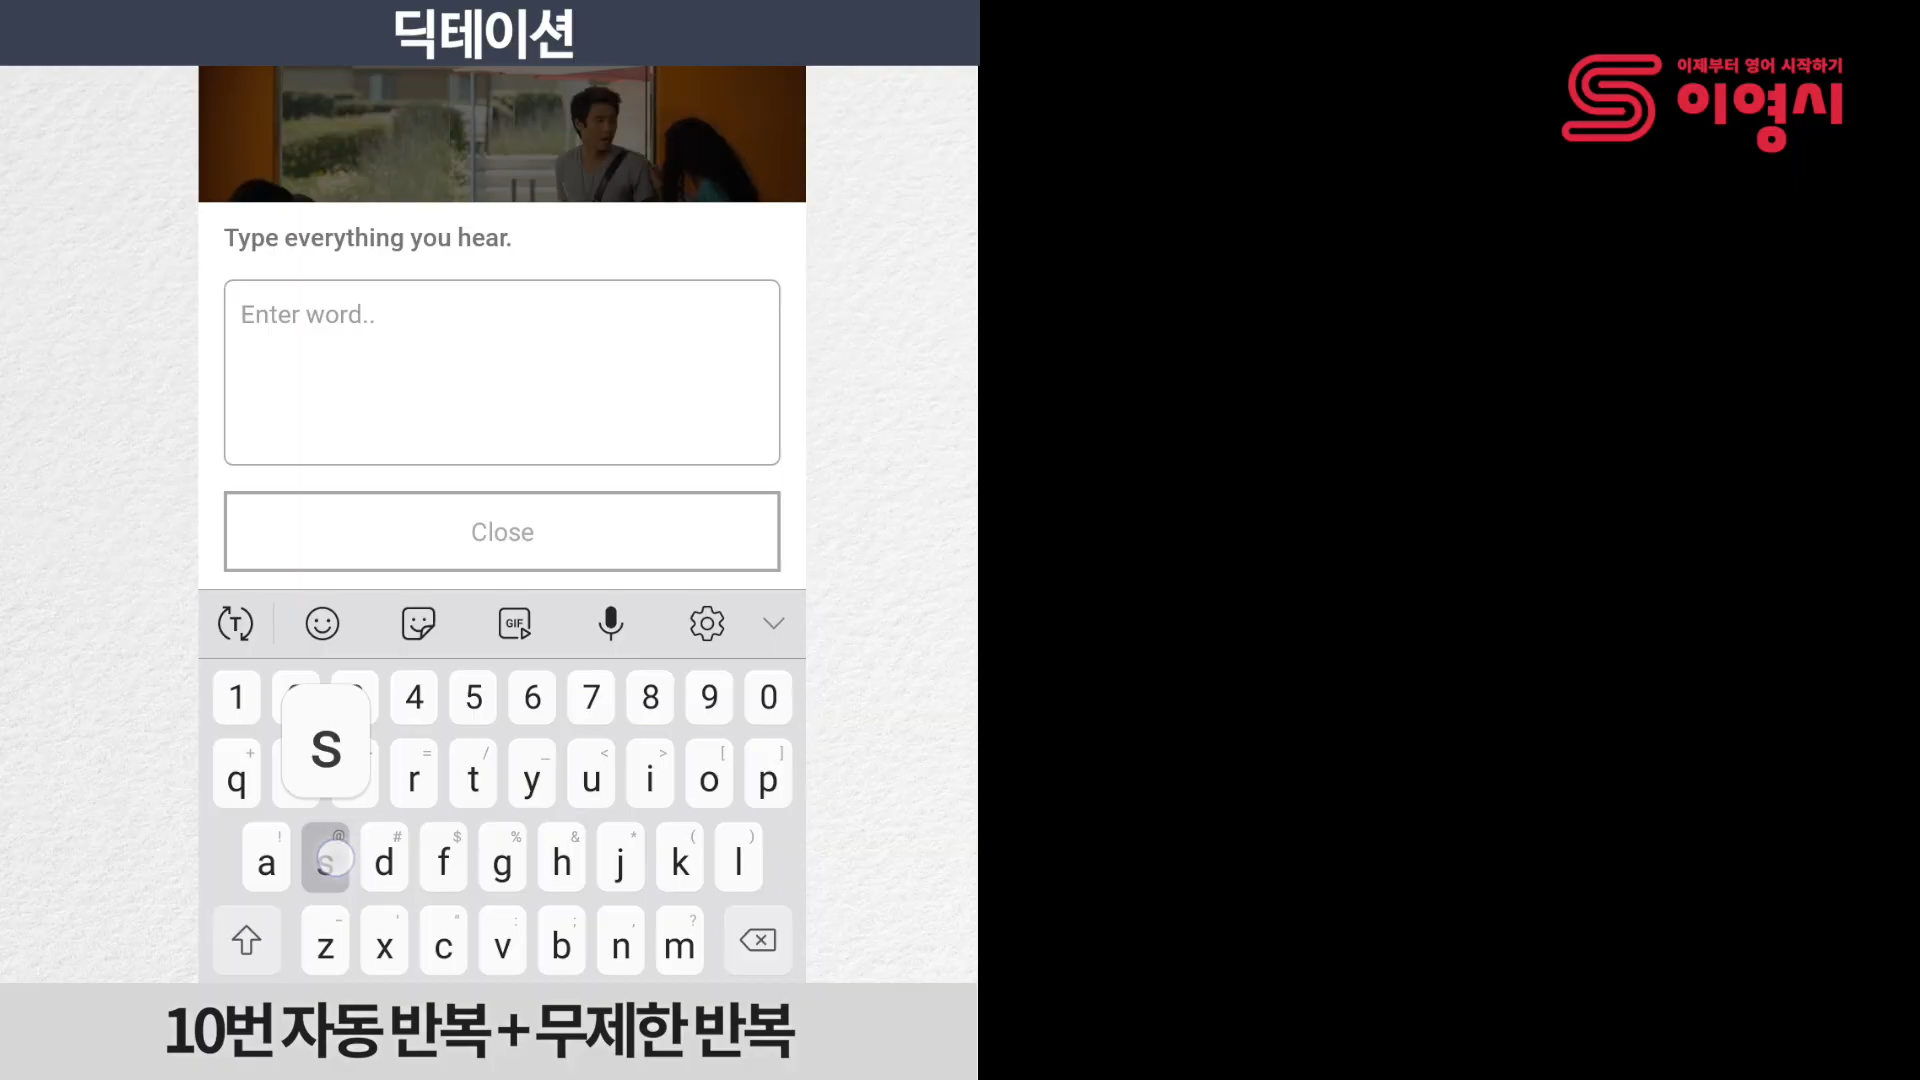 딕테이션
이제부터 영어 시작하기
이영시
Type everything you hear.
Enter word..
Close
T
GIF
1 4 5 6 7 8 9 0
s
+ = / _ < > [ ]
q r t y u i o p
! @ # $ % & * ( )
a s d f g h j k l
- ' " : ; , ?
z x c v b n m
10번 자동 반복 + 무제한 반복